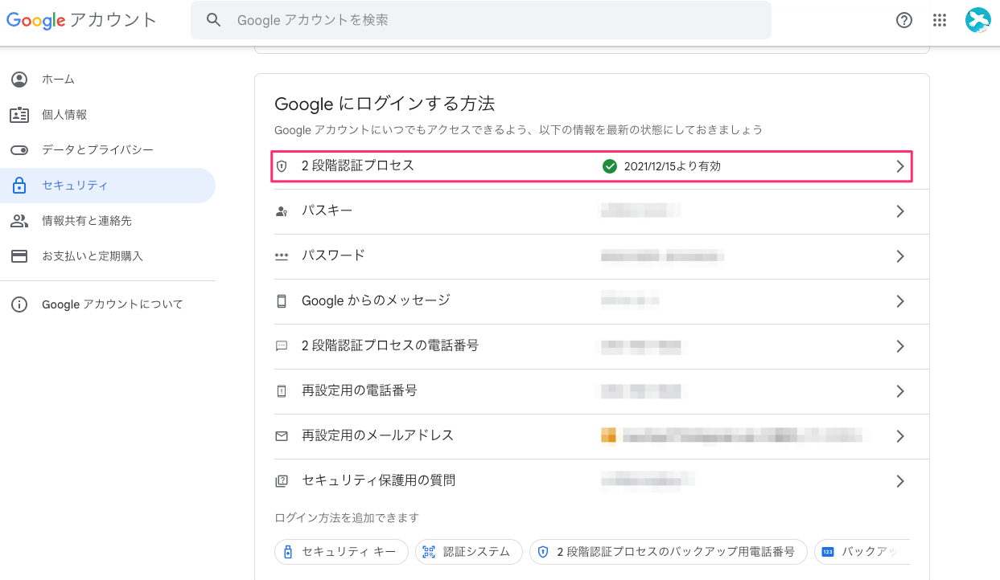 Google アカウント
Google アカウントを検索
ホーム
個人情報
データとプライバシー
セキュリティ
情報共有と連絡先
お支払いと定期購入
Google アカウントについて
Google にログインする方法
Google アカウントにいつでもアクセスできるよう、以下の情報を最新の状態にしておきましょう
2 段階認証プロセス 2021/12/15より有効
パスキー
パスワード
Google からのメッセージ
2 段階認証プロセスの電話番号
再設定用の電話番号
再設定用のメールアドレス
セキュリティ保護用の質問
ログイン方法を追加できます
セキュリティ キー 認証システム 2 段階認証プロセスのバックアップ用電話番号 123 バックアッ